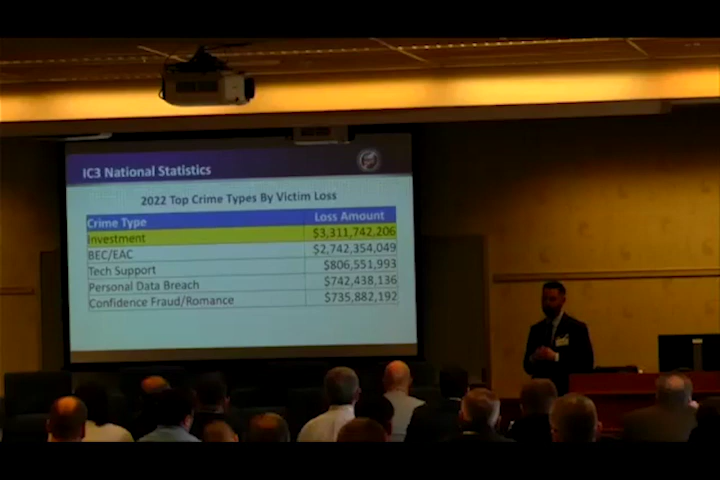 IC3 National Statistics
2022 Top Crime Types By Victim Loss
Crime Type Loss Amount
Investment $3,311,742,206
BEC/EAC $2,742,354,049
Tech Support $806,551,993
Personal Data Breach $742,438,136
Confidence Fraud/Romance $735,882,192